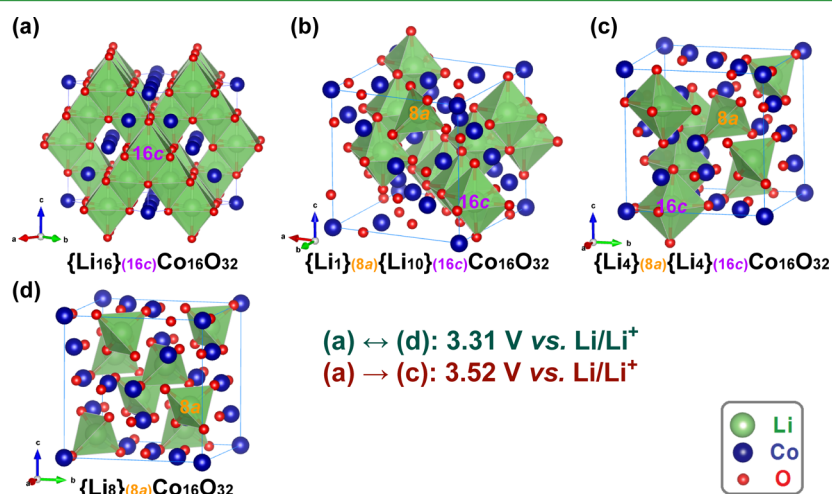 (a)
(b)
(c)
16c
8a
16c
8a
16c
c
a
b
c
a
b
c
a
b
{Li16}(16c)Co16O32
{Li1}(8a){Li10}(16c)Co16O32
{Li4}(8a){Li4}(16c)Co16O32
(d)
8a
c
a
b
{Li8}(8a)Co16O32
(a) ↔ (d): 3.31 V vs. Li/Li+
(a) → (c): 3.52 V vs. Li/Li+
Li
Co
O